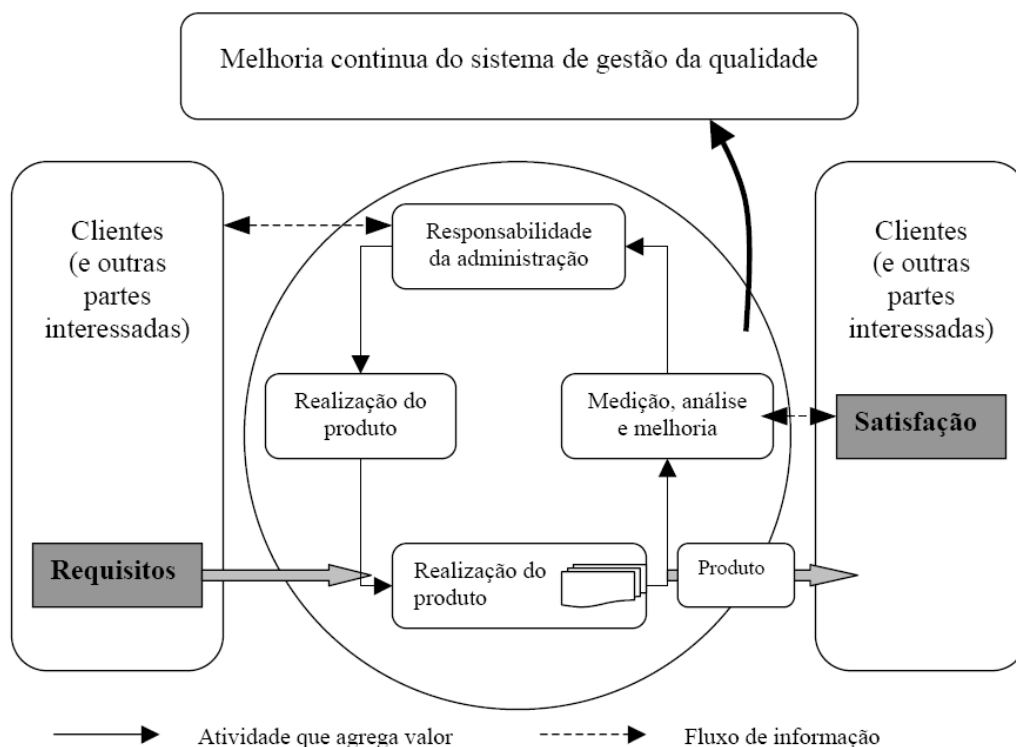 Melhoria continua do sistema de gestão da qualidade
Clientes
(e outras
partes
interessadas)
Responsabilidade
da administração
Clientes
(e outras
partes
interessadas)
Realização do
produto
Medição, análise
e melhoria
Satisfação
Requisitos
Realização do
produto
Produto
Atividade que agrega valor
Fluxo de informação